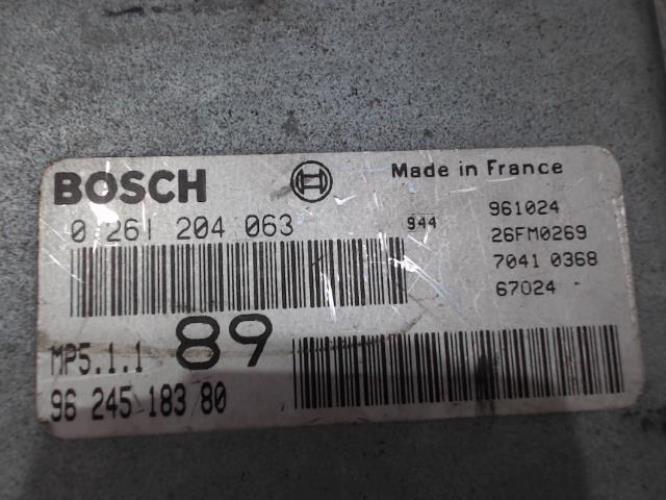 BOSCH
Made in France
0 261 204 063
944
961024
26FM0269
7041 0368
67024
MP5.1.1
89
96 245 183 80